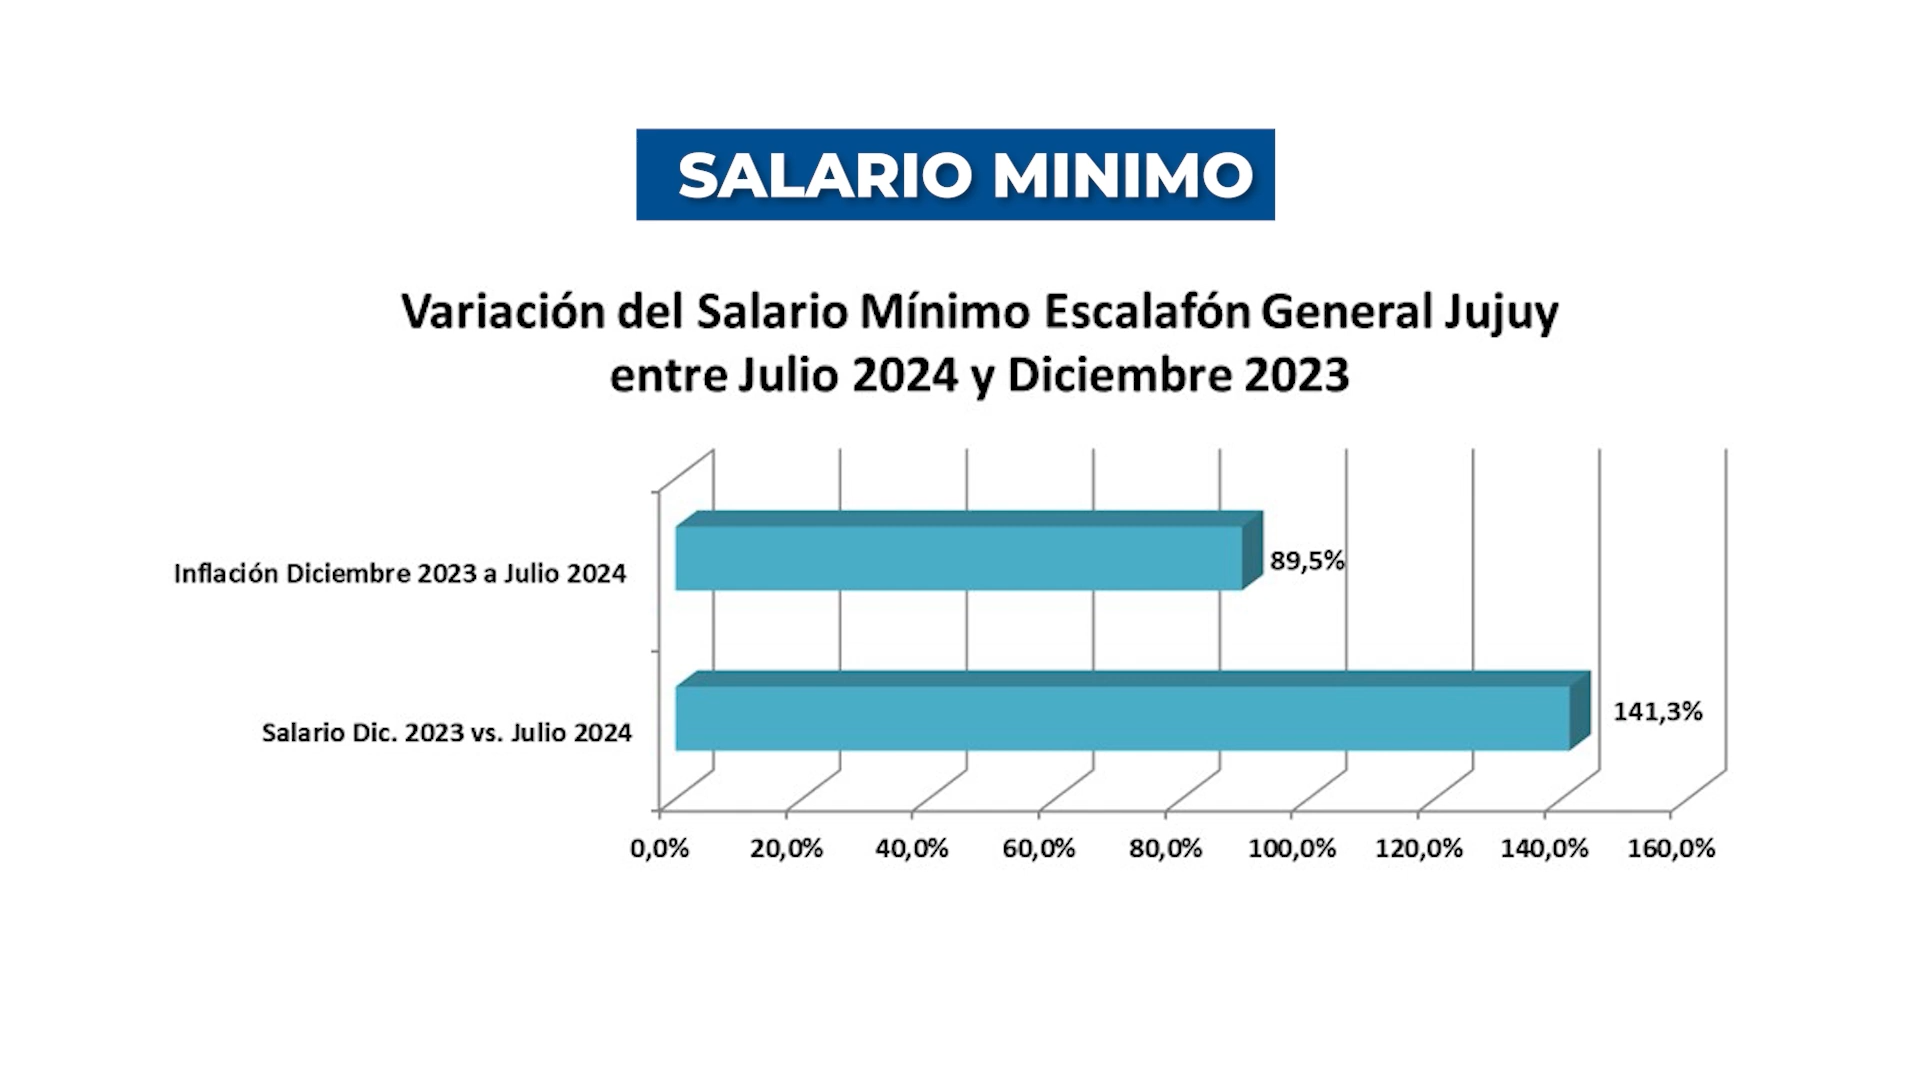 SALARIO MINIMO
Variación del Salario Mínimo Escalafón General Jujuy
entre Julio 2024 y Diciembre 2023
Inflación Diciembre 2023 a Julio 2024
89,5%
Salario Dic. 2023 vs. Julio 2024
141,3%
0,0% 20,0% 40,0% 60,0% 80,0% 100,0% 120,0% 140,0% 160,0%